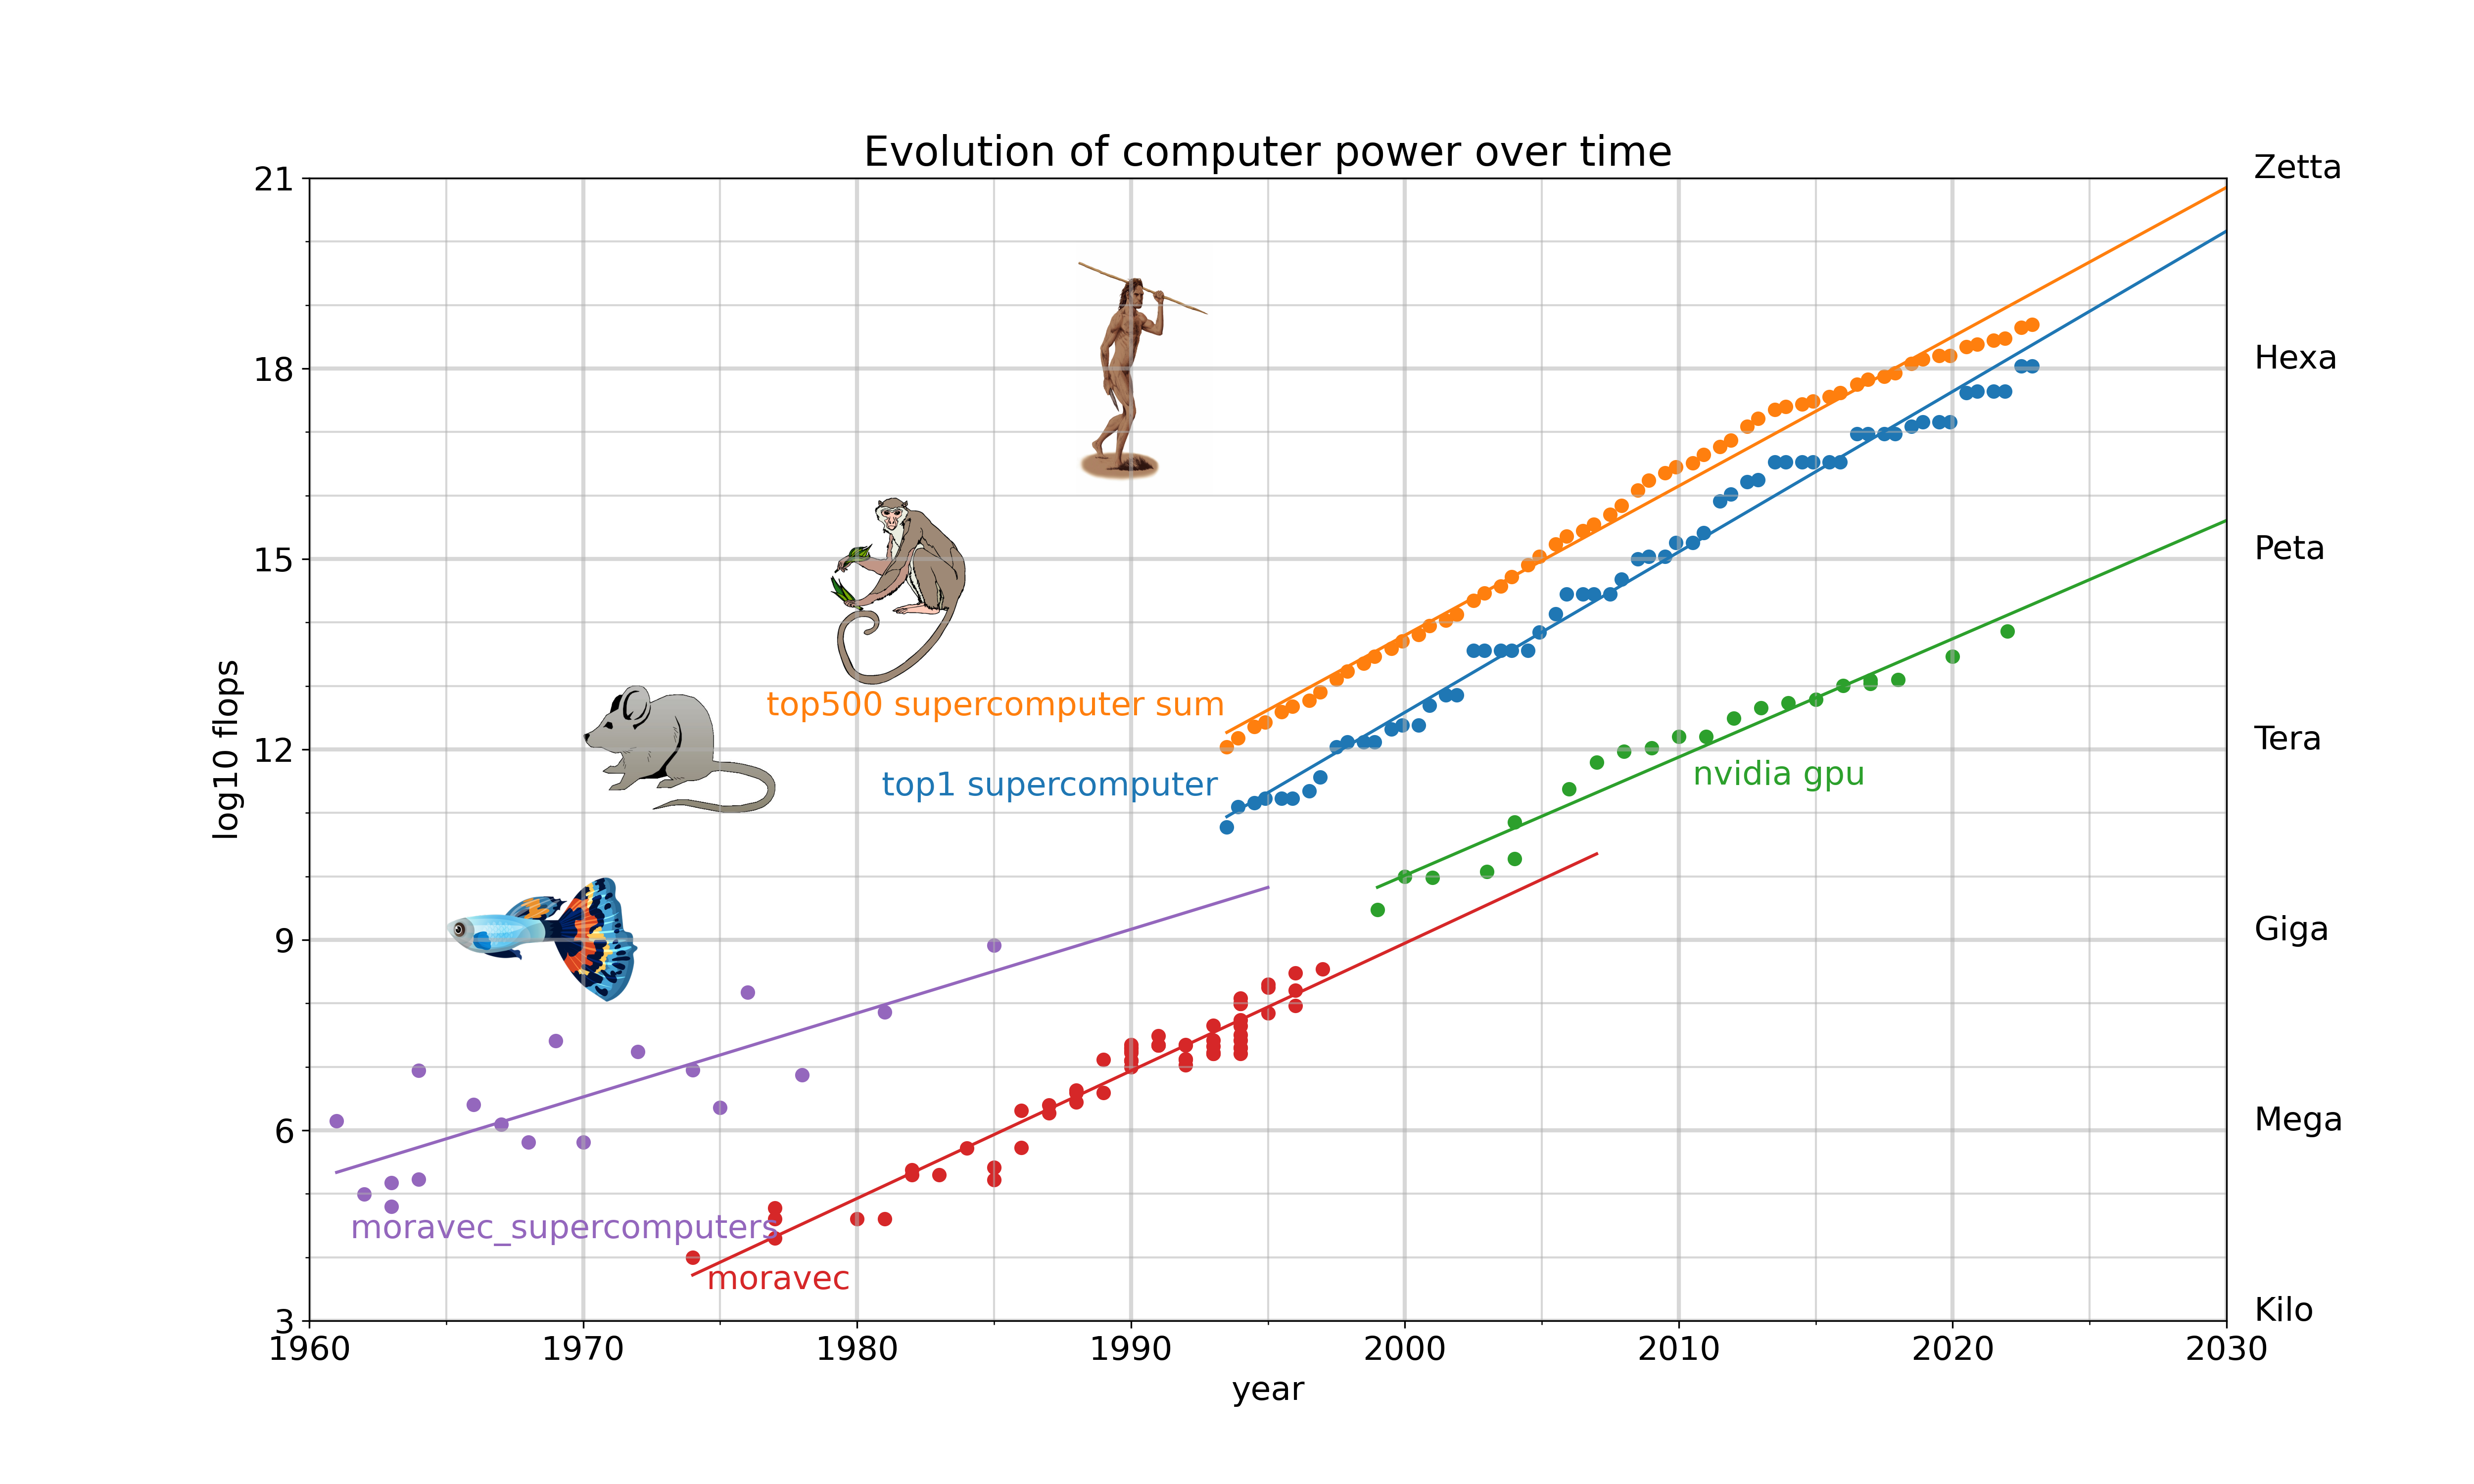 Evolution of computer power over time
21
18
15
12
9
6
3
log10 flops
Zetta
Hexa
Peta
Tera
Giga
Mega
Kilo
top500 supercomputer sum
top1 supercomputer
nvidia gpu
moravec_supercomputers
moravec
1960 1970 1980 1990 2000 2010 2020 2030
year